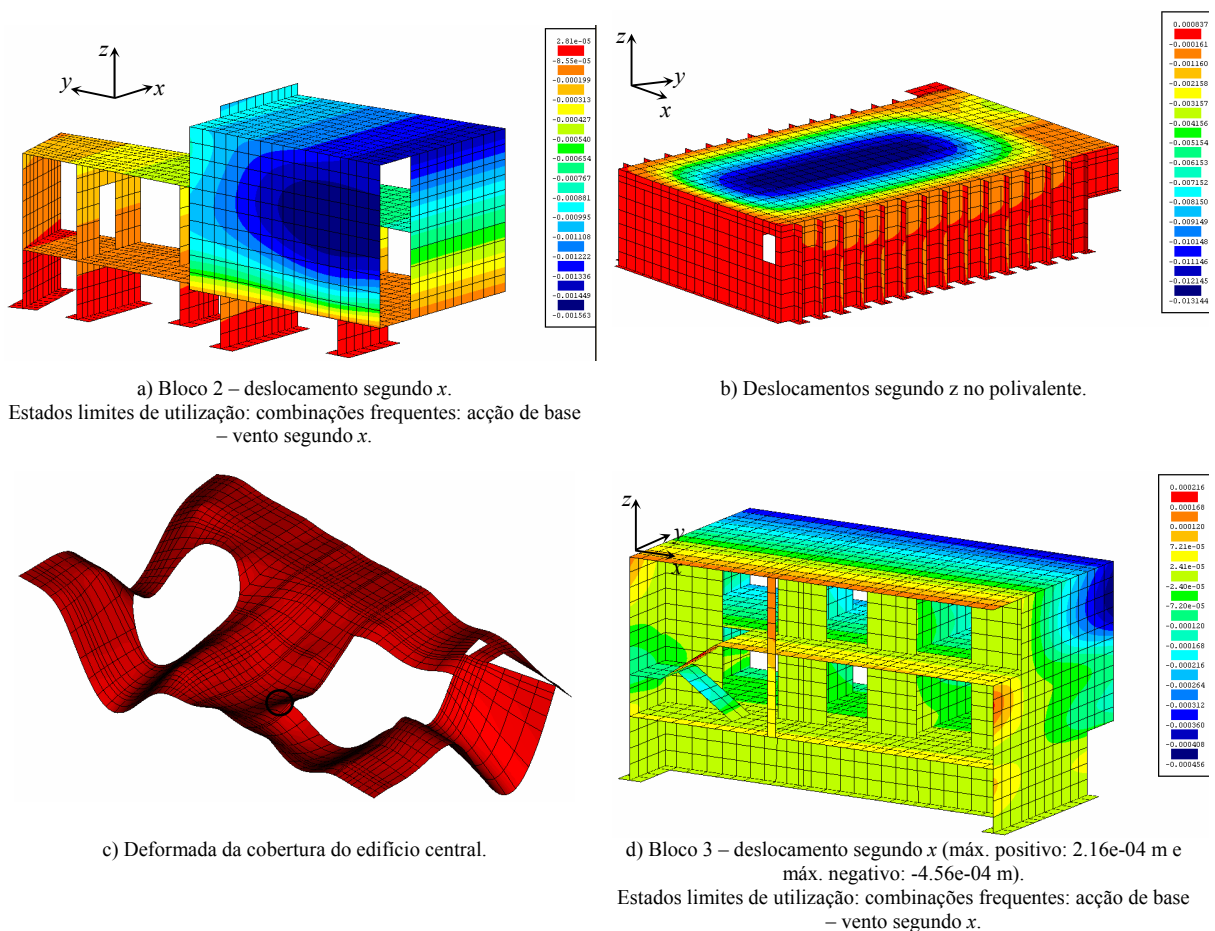 z
y
x
2.81e-05
-8.55e-05
-0.000199
-0.000313
-0.000427
-0.000540
-0.000654
-0.000767
-0.000881
-0.000995
-0.00108
-0.001222
-0.001336
-0.001449
-0.001563
a) Bloco 2 – deslocamento segundo x.
Estados limites de utilização: combinações frequentes: acção de base
– vento segundo x.
z
y
x
0.000837
-0.000161
-0.001160
-0.002158
-0.003157
-0.004156
-0.005154
-0.006153
-0.007152
-0.008150
-0.009149
-0.010148
-0.011146
-0.012145
-0.013144
b) Deslocamentos segundo z no polivalente.
c) Deformada da cobertura do edifício central.
z
y
x
0.000216
0.000168
0.000120
7.21e-05
2.41e-05
-2.40e-05
-7.20e-05
-0.000120
-0.000168
-0.000216
-0.000264
-0.000312
-0.000360
-0.000408
-0.000456
d) Bloco 3 – deslocamento segundo x (máx. positivo: 2.16e-04 m e
máx. negativo: -4.56e-04 m).
Estados limites de utilização: combinações frequentes: acção de base
– vento segundo x.